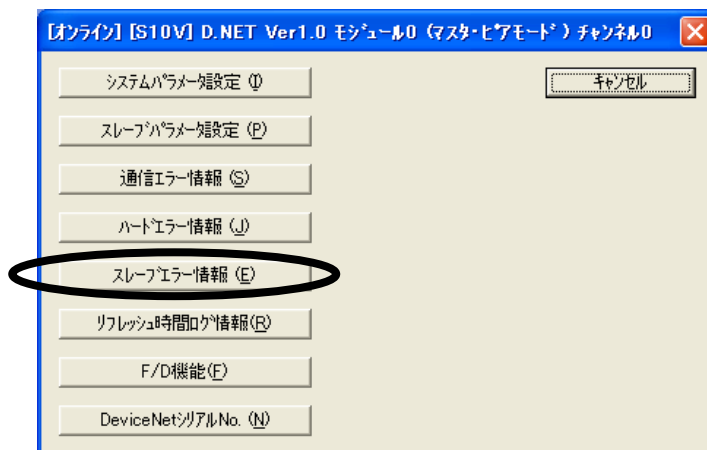 [オンライン] [S10V] D.NET Ver1.0 モジュール0 (マスタ・ピアモード) チャンネル0
システムパラメータ設定 (I)
キャンセル
スレーブパラメータ設定 (P)
通信エラー情報 (S)
ハードエラー情報 (J)
スレーブエラー情報 (E)
リフレッシュ時間ログ情報(R)
F/D機能(F)
DeviceNetシリアルNo. (N)